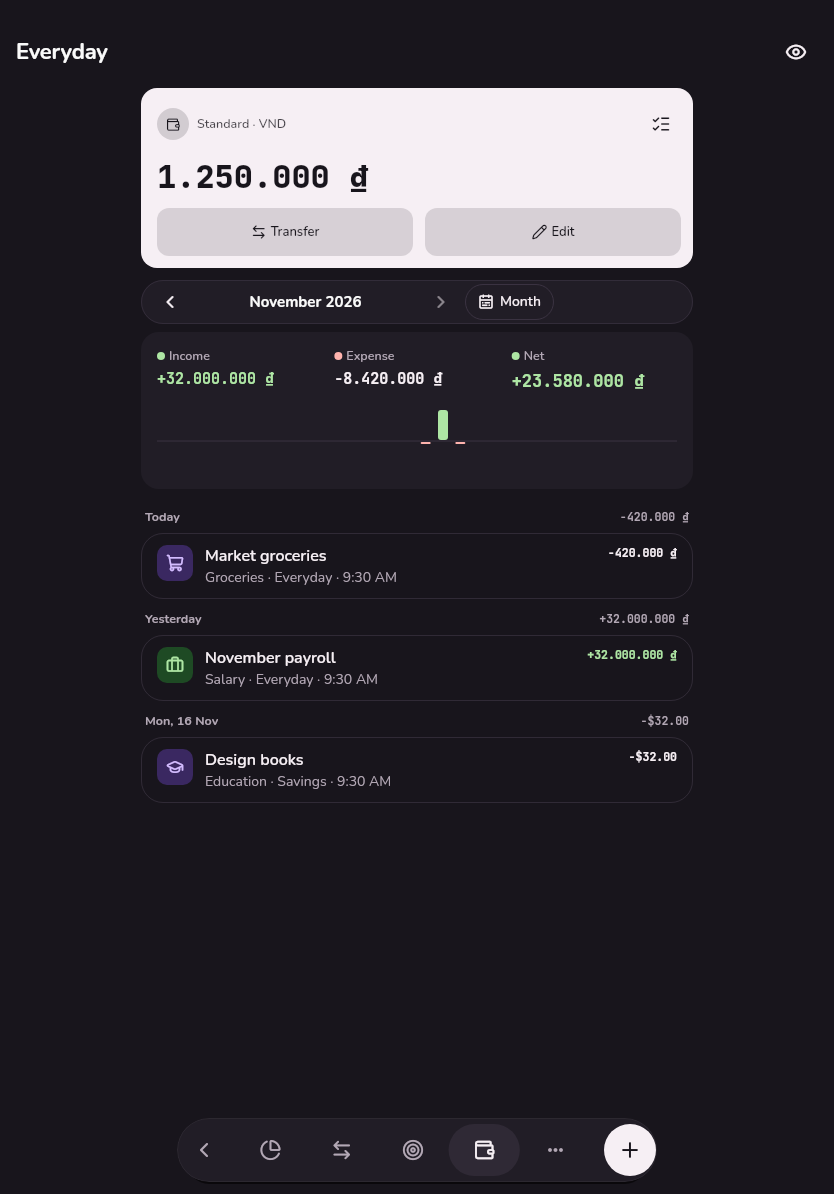 Everyday
Standard · VND
1.250.000 ₫
Transfer
Edit
November 2026
Month
Income
Expense
Net
+32.000.000 ₫
-8.420.000 ₫
+23.580.000 ₫
Today
-420.000 ₫
Market groceries
-420.000 ₫
Groceries · Everyday · 9:30 AM
Yesterday
+32.000.000 ₫
November payroll
+32.000.000 ₫
Salary · Everyday · 9:30 AM
Mon, 16 Nov
-$32.00
Design books
-$32.00
Education · Savings · 9:30 AM